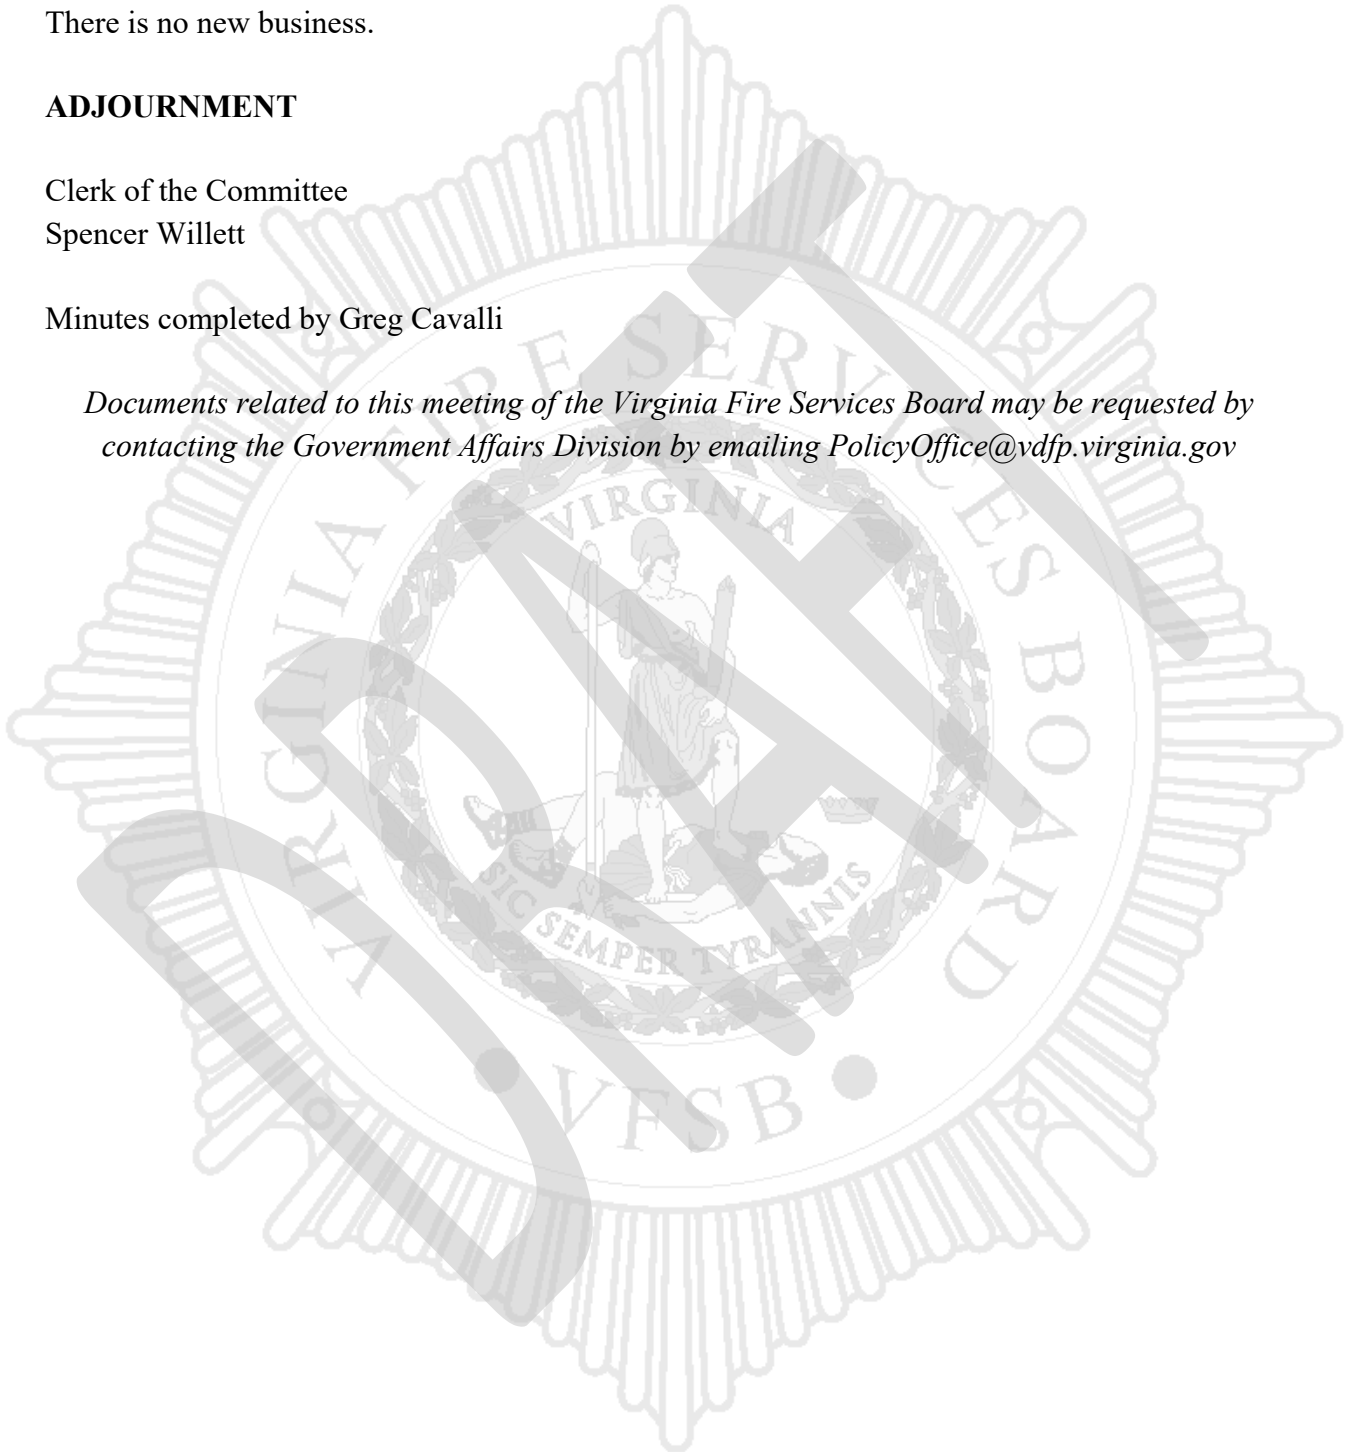 There is no new business.
ADJOURNMENT
Clerk of the Committee
Spencer Willett
Minutes completed by Greg Cavalli
Documents related to this meeting of the Virginia Fire Services Board may be requested by
contacting the Government Affairs Division by emailing PolicyOffice@vdfp.virginia.gov
VIRGINIA FIRE SERVICES BOARD
VIRGINIA
SIC SEMPER TYRANNIS
• VFSB •
DRAFT